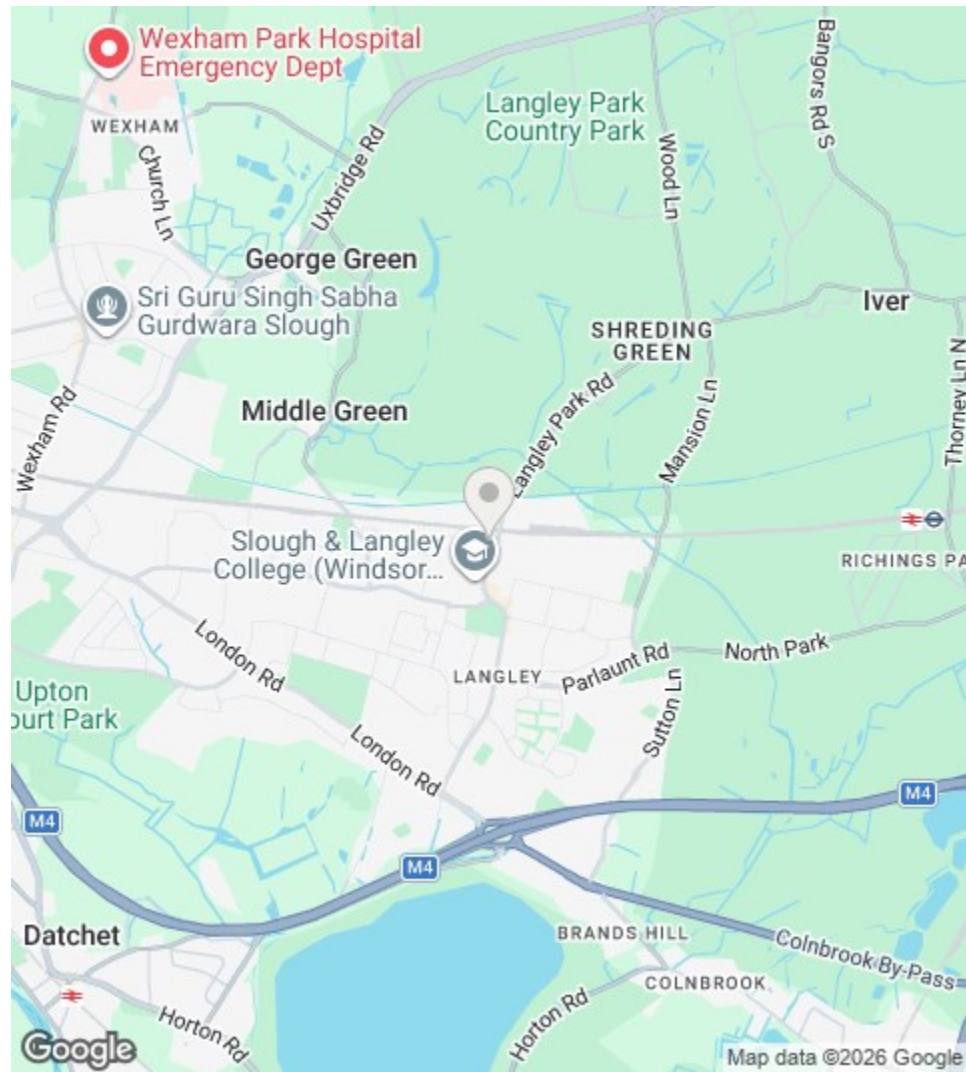 Wexham Park Hospital
Emergency Dept
WEXHAM
Church Ln
Uxbridge Rd
Langley Park
Country Park
Wood Ln
Bangors Rd S
George Green
Sri Guru Singh Sabha
Gurdwara Slough
SHREDING
GREEN
Iver
Thorney Ln N
Wexham Rd
Middle Green
Langley Park Rd
Mansion Ln
Slough & Langley
College (Windsor...
RICHINGS PA
London Rd
LANGLEY
Parlaunt Rd
North Park
Upton
ourt Park
Sutton Ln
London Rd
M4
M4
M4
Datchet
BRANDS HILL
Colnbrook By-Pass
COLNBROOK
Horton Rd
Horton Rd
Google
Map data ©2026 Google